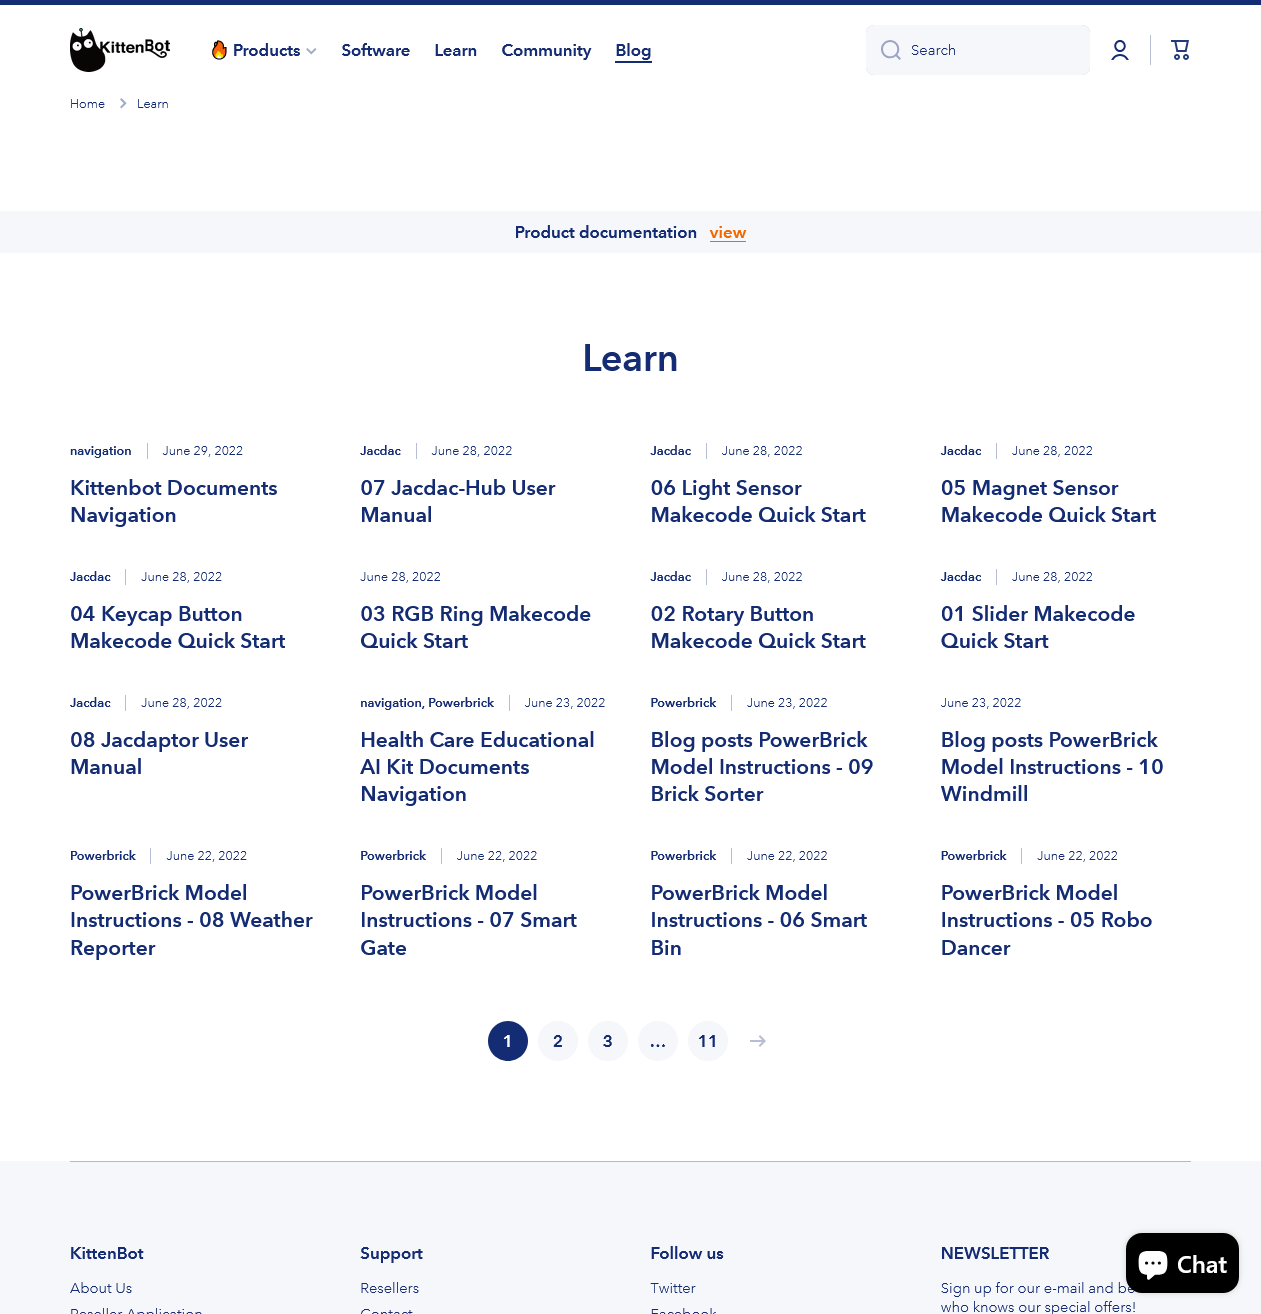 KittenBot
Products Software Learn Community Blog Search
Home Learn
Product documentation view
Learn
navigation June 29, 2022
Kittenbot Documents
Navigation
Jacdac June 28, 2022
07 Jacdac-Hub User
Manual
Jacdac June 28, 2022
06 Light Sensor
Makecode Quick Start
Jacdac June 28, 2022
05 Magnet Sensor
Makecode Quick Start
Jacdac June 28, 2022
04 Keycap Button
Makecode Quick Start
June 28, 2022
03 RGB Ring Makecode
Quick Start
Jacdac June 28, 2022
02 Rotary Button
Makecode Quick Start
Jacdac June 28, 2022
01 Slider Makecode
Quick Start
Jacdac June 28, 2022
08 Jacdaptor User
Manual
navigation, Powerbrick June 23, 2022
Health Care Educational
AI Kit Documents
Navigation
Powerbrick June 23, 2022
Blog posts PowerBrick
Model Instructions - 09
Brick Sorter
June 23, 2022
Blog posts PowerBrick
Model Instructions - 10
Windmill
Powerbrick June 22, 2022
PowerBrick Model
Instructions - 08 Weather
Reporter
Powerbrick June 22, 2022
PowerBrick Model
Instructions - 07 Smart
Gate
Powerbrick June 22, 2022
PowerBrick Model
Instructions - 06 Smart
Bin
Powerbrick June 22, 2022
PowerBrick Model
Instructions - 05 Robo
Dancer
1 2 3 … 11
KittenBot
About Us
Reseller Application
Support
Resellers
Contact
Follow us
Twitter
Facebook
NEWSLETTER
Sign up for our e-mail and be
who knows our special offers!
Chat